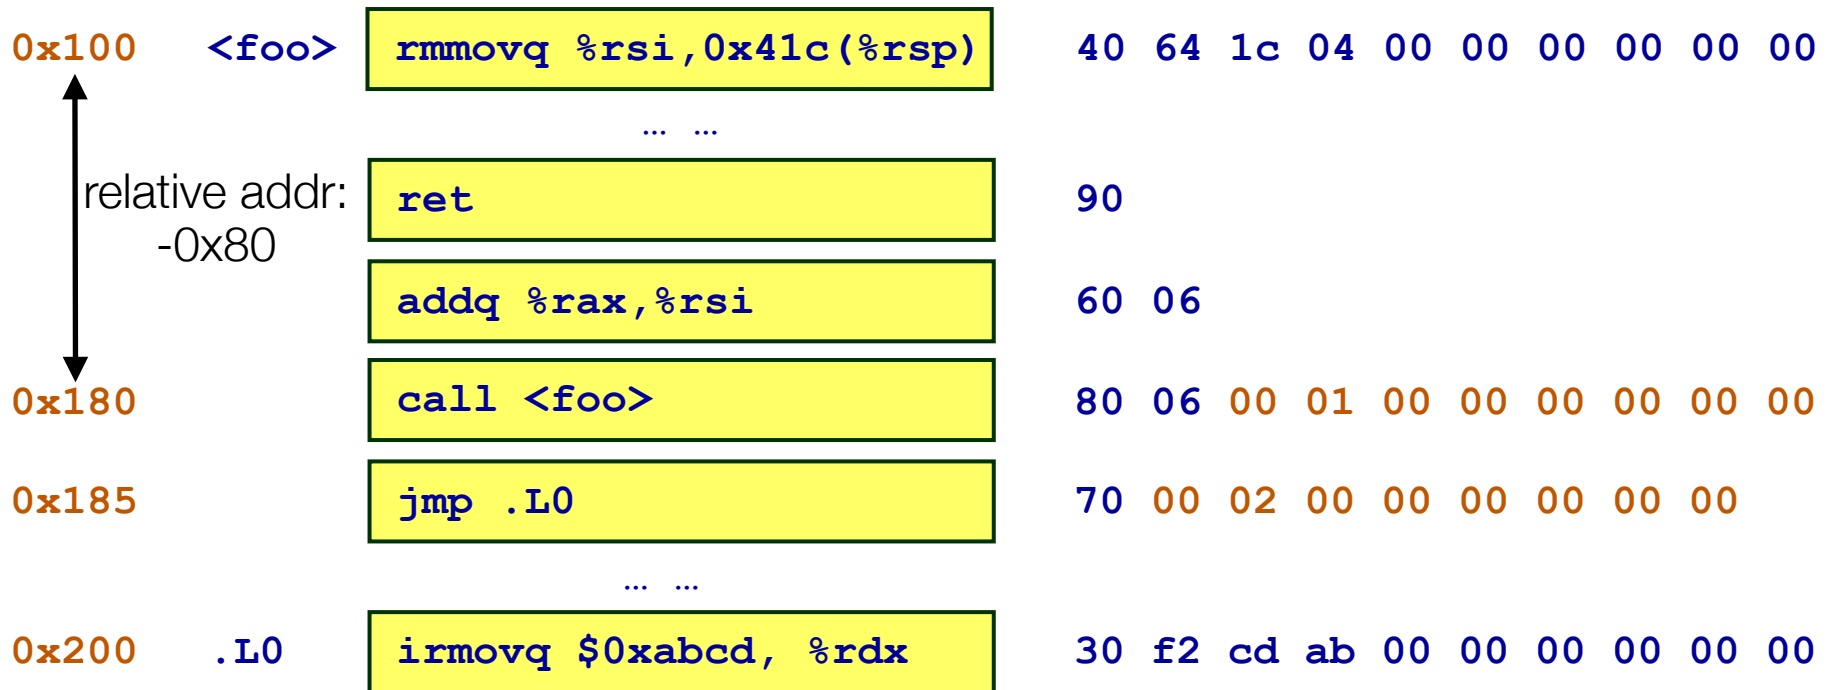 0x100 <foo> rmmovq %rsi,0x41c(%rsp) 40 64 1c 04 00 00 00 00 00 00
… …
relative addr:
-0x80
ret 90
addq %rax,%rsi 60 06
0x180 call <foo> 80 06 00 01 00 00 00 00 00 00
0x185 jmp .L0 70 00 02 00 00 00 00 00 00
… …
0x200 .L0 irmovq $0xabcd, %rdx 30 f2 cd ab 00 00 00 00 00 00